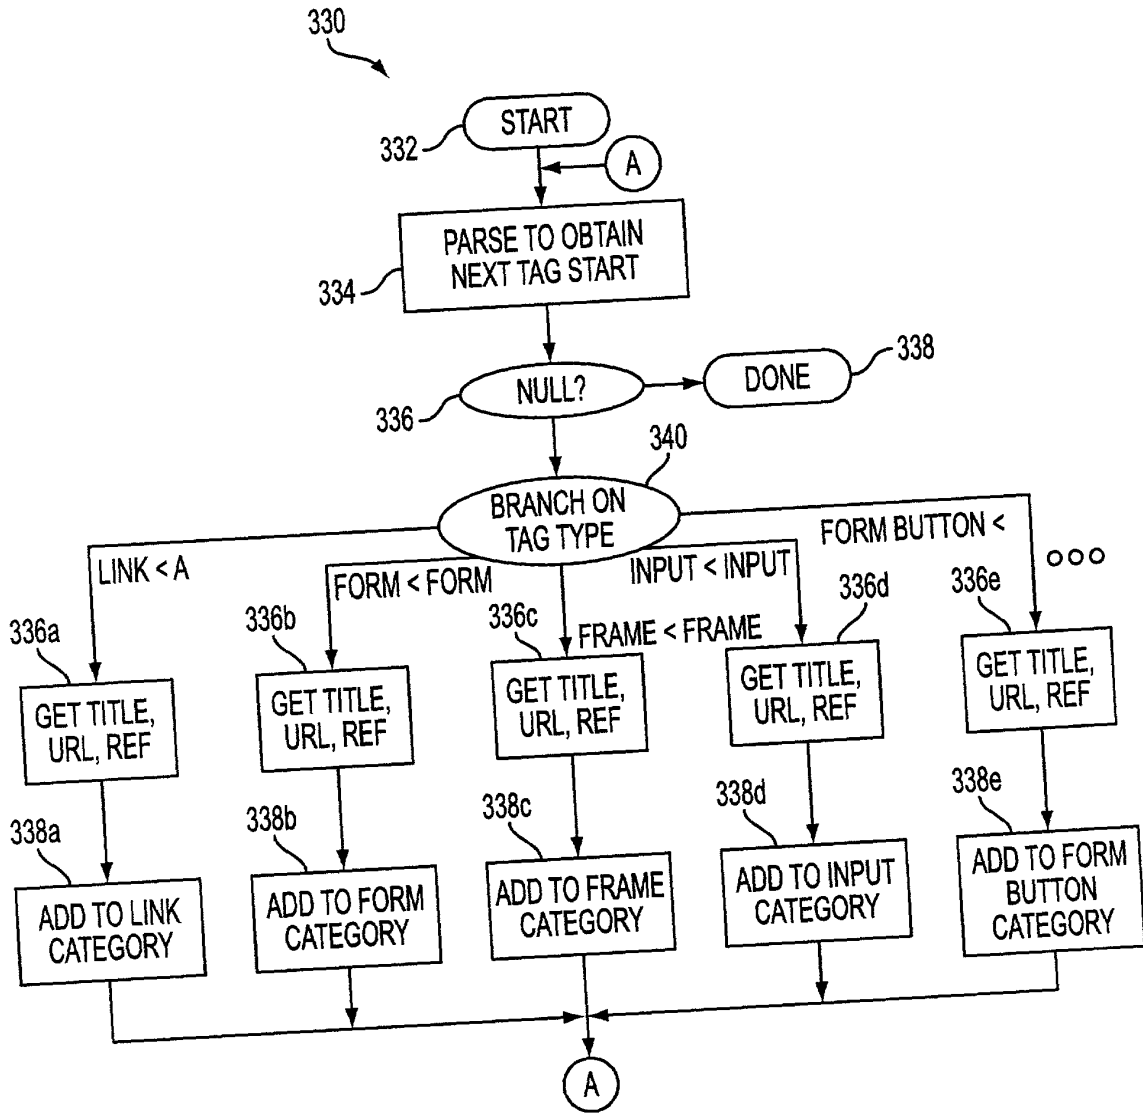 330
START
332
A
PARSE TO OBTAIN
NEXT TAG START
334
NULL?
336
DONE
338
340
BRANCH ON
TAG TYPE
LINK < A
FORM < FORM
INPUT < INPUT
FORM BUTTON <
FRAME < FRAME
336a
336b
336c
336d
336e
GET TITLE,
URL, REF
GET TITLE,
URL, REF
GET TITLE,
URL, REF
GET TITLE,
URL, REF
GET TITLE,
URL, REF
338a
338b
338c
338d
338e
ADD TO LINK
CATEGORY
ADD TO FORM
CATEGORY
ADD TO FRAME
CATEGORY
ADD TO INPUT
CATEGORY
ADD TO FORM
BUTTON
CATEGORY
A